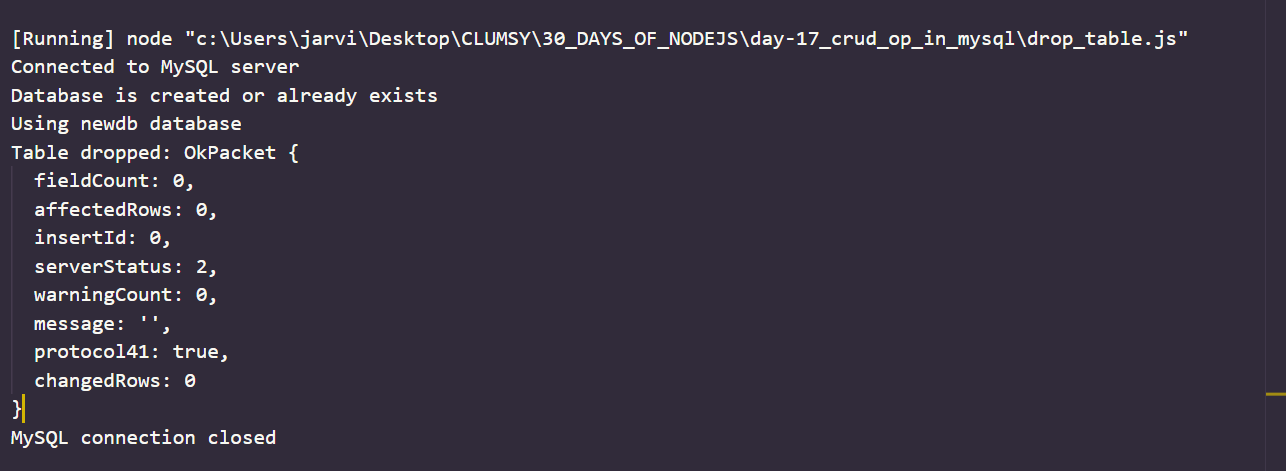 [Running] node "c:\Users\jarvi\Desktop\CLUMSY\30_DAYS_OF_NODEJS\day-17_crud_op_in_mysql\drop_table.js"
Connected to MySQL server
Database is created or already exists
Using newdb database
Table dropped: OkPacket {
  fieldCount: 0,
  affectedRows: 0,
  insertId: 0,
  serverStatus: 2,
  warningCount: 0,
  message: '',
  protocol41: true,
  changedRows: 0
}
MySQL connection closed